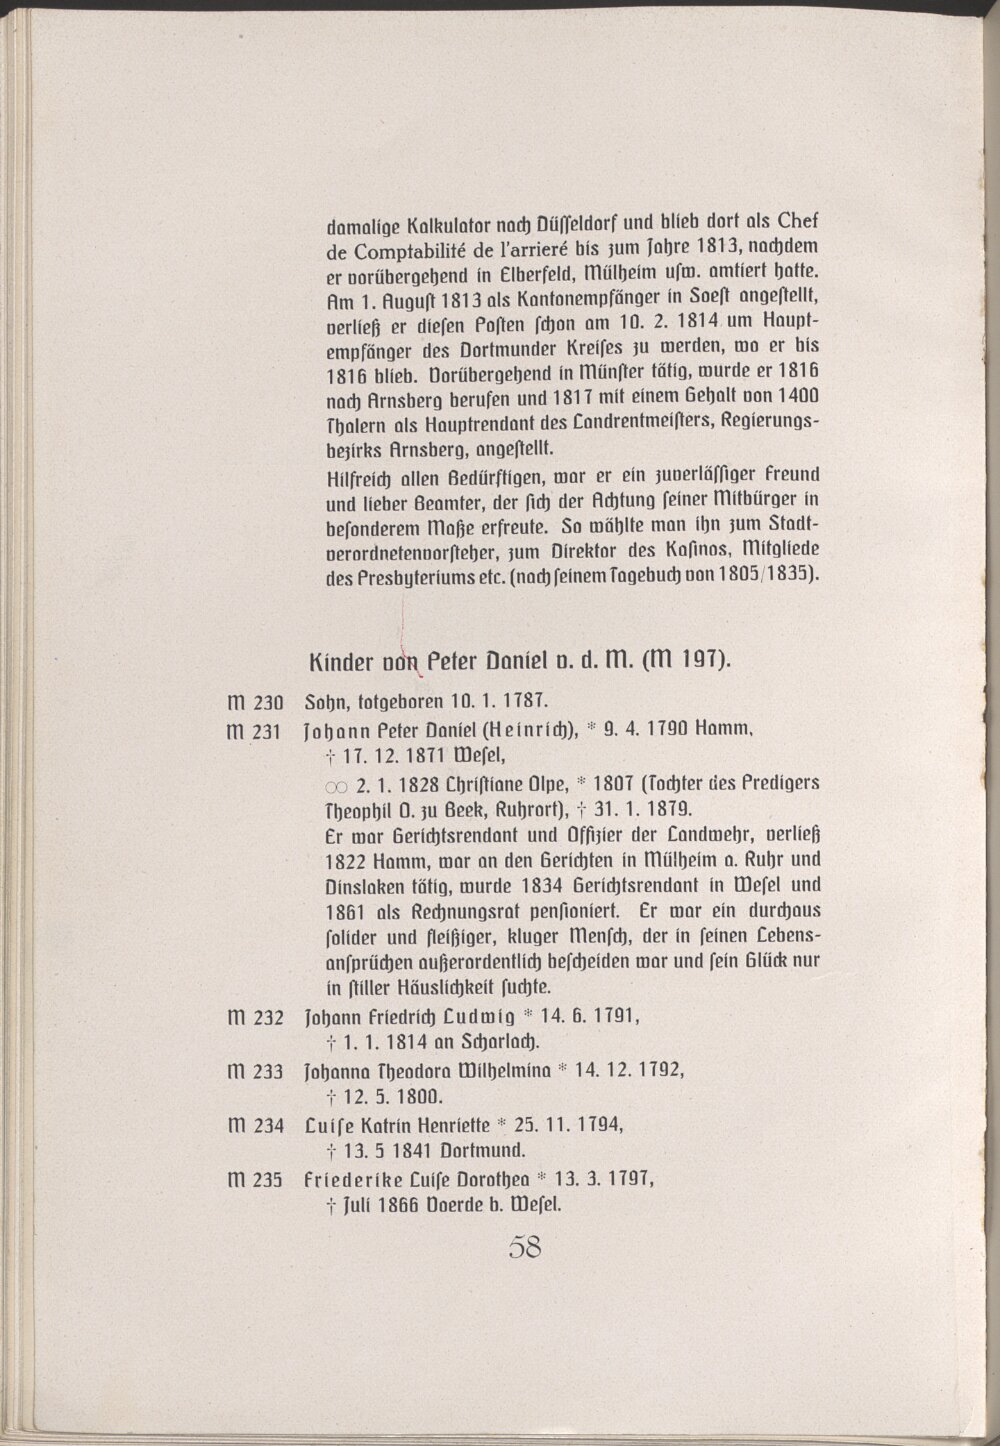 damalige Kalkulator nach Düſſeldorf und blieb dort als Chef
de Comptabilité de l'arrieré bis zum Jahre 1813, nachdem
er vorübergehend in Elberfeld, Mülheim uſw. amtiert hatte.
Am 1. Auguſt 1813 als Kantonempfänger in Soeſt angeſtellt,
verließ er dieſen Poſten ſchon am 10. 2. 1814 um Haupt-
empfänger des Dortmunder Kreiſes zu werden, wo er bis
1816 blieb. Vorübergehend in Münſter tätig, wurde er 1816
nach Arnsberg berufen und 1817 mit einem Gehalt von 1400
Thalern als Hauptrendant des Landrentmeiſters, Regierungs-
bezirks Arnsberg, angeſtellt.
Hilfreich allen Bedürftigen, war er ein zuverläſſiger Freund
und lieber Beamter, der ſich der Achtung ſeiner Mitbürger in
beſonderem Maße erfreute. So wählte man ihn zum Stadt-
verordnetenvorſteher, zum Direktor des Kaſinos, Mitgliede
des Presbyteriums etc. (nach ſeinem Tagebuch von 1805/1835).
Kinder von Peter Daniel v. d. M. (M 197).
M 230 Sohn, totgeboren 10. 1. 1787.
M 231 Johann Peter Daniel (Heinrich), * 9. 4. 1790 Hamm,
† 17. 12. 1871 Weſel,
○○ 2. 1. 1828 Chriſtiane Olpe, * 1807 (Tochter des Predigers
Theophil O. zu Beek, Ruhrort), † 31. 1. 1879.
Er war Gerichtsrendant und Offizier der Landwehr, verließ
1822 Hamm, war an den Gerichten in Mülheim a. Ruhr und
Dinslaken tätig, wurde 1834 Gerichtsrendant in Weſel und
1861 als Rechnungsrat penſioniert. Er war ein durchaus
ſolider und fleißiger, kluger Menſch, der in ſeinen Lebens-
anſprüchen außerordentlich beſcheiden war und ſein Glück nur
in ſtiller Häuslichkeit ſuchte.
M 232 Johann Friedrich Ludwig * 14. 6. 1791,
† 1. 1. 1814 an Scharlach.
M 233 Johanna Theodora Wilhelmina * 14. 12. 1792,
† 12. 5. 1800.
M 234 Luiſe Katrin Henriette * 25. 11. 1794,
† 13. 5 1841 Dortmund.
M 235 Friederike Luiſe Dorothea * 13. 3. 1797,
† Juli 1866 Voerde b. Weſel.
58